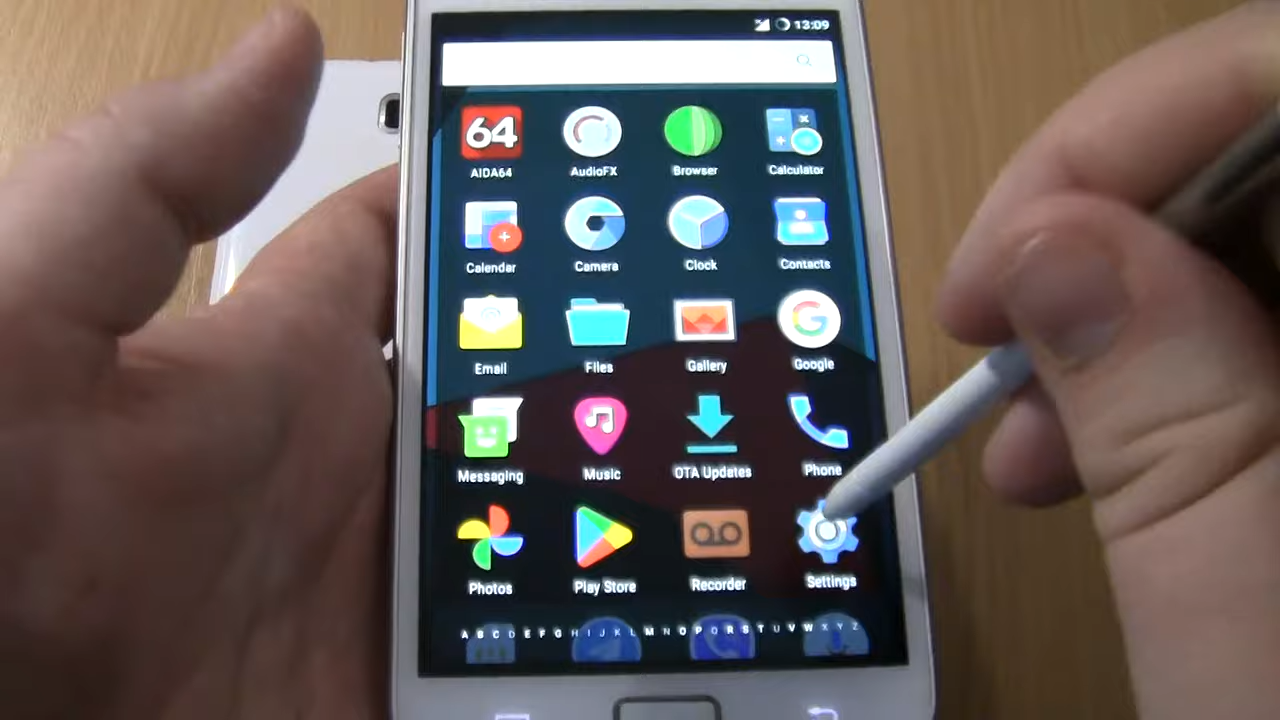 13:09
64
AIDA64 AudioFX Browser Calculator
Calendar Camera Clock Contacts
Email Files Gallery Google
Messaging Music OTA Updates Phone
Photos Play Store Recorder Settings
A B C D E F G H I J K L M N O P Q R S T U V W X Y Z